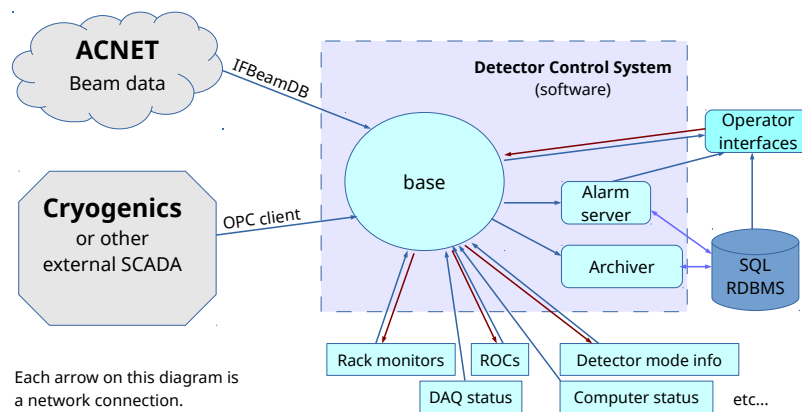 ACNET
Beam data
IFBeamDB
Detector Control System
(software)
Operator
interfaces
base
Cryogenics
or other
external SCADA
OPC client
Alarm
server
Archiver
SQL
RDBMS
Rack monitors
ROCs
Detector mode info
DAQ status
Computer status
etc...
Each arrow on this diagram is
a network connection.